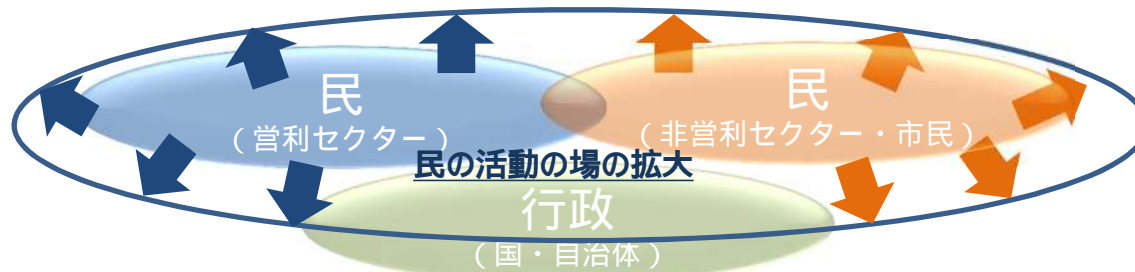 民
（営利セクター）
民
（非営利セクター・市民）
民の活動の場の拡大
行政
（国・自治体）